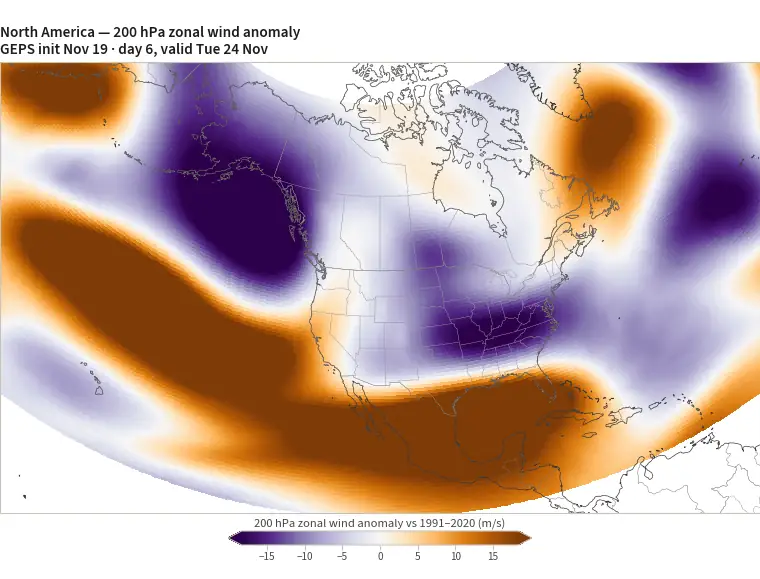 North America — 200 hPa zonal wind anomaly
GEPS init Nov 19 · day 6, valid Tue 24 Nov
200 hPa zonal wind anomaly vs 1991–2020 (m/s)
−15 −10 −5 0 5 10 15